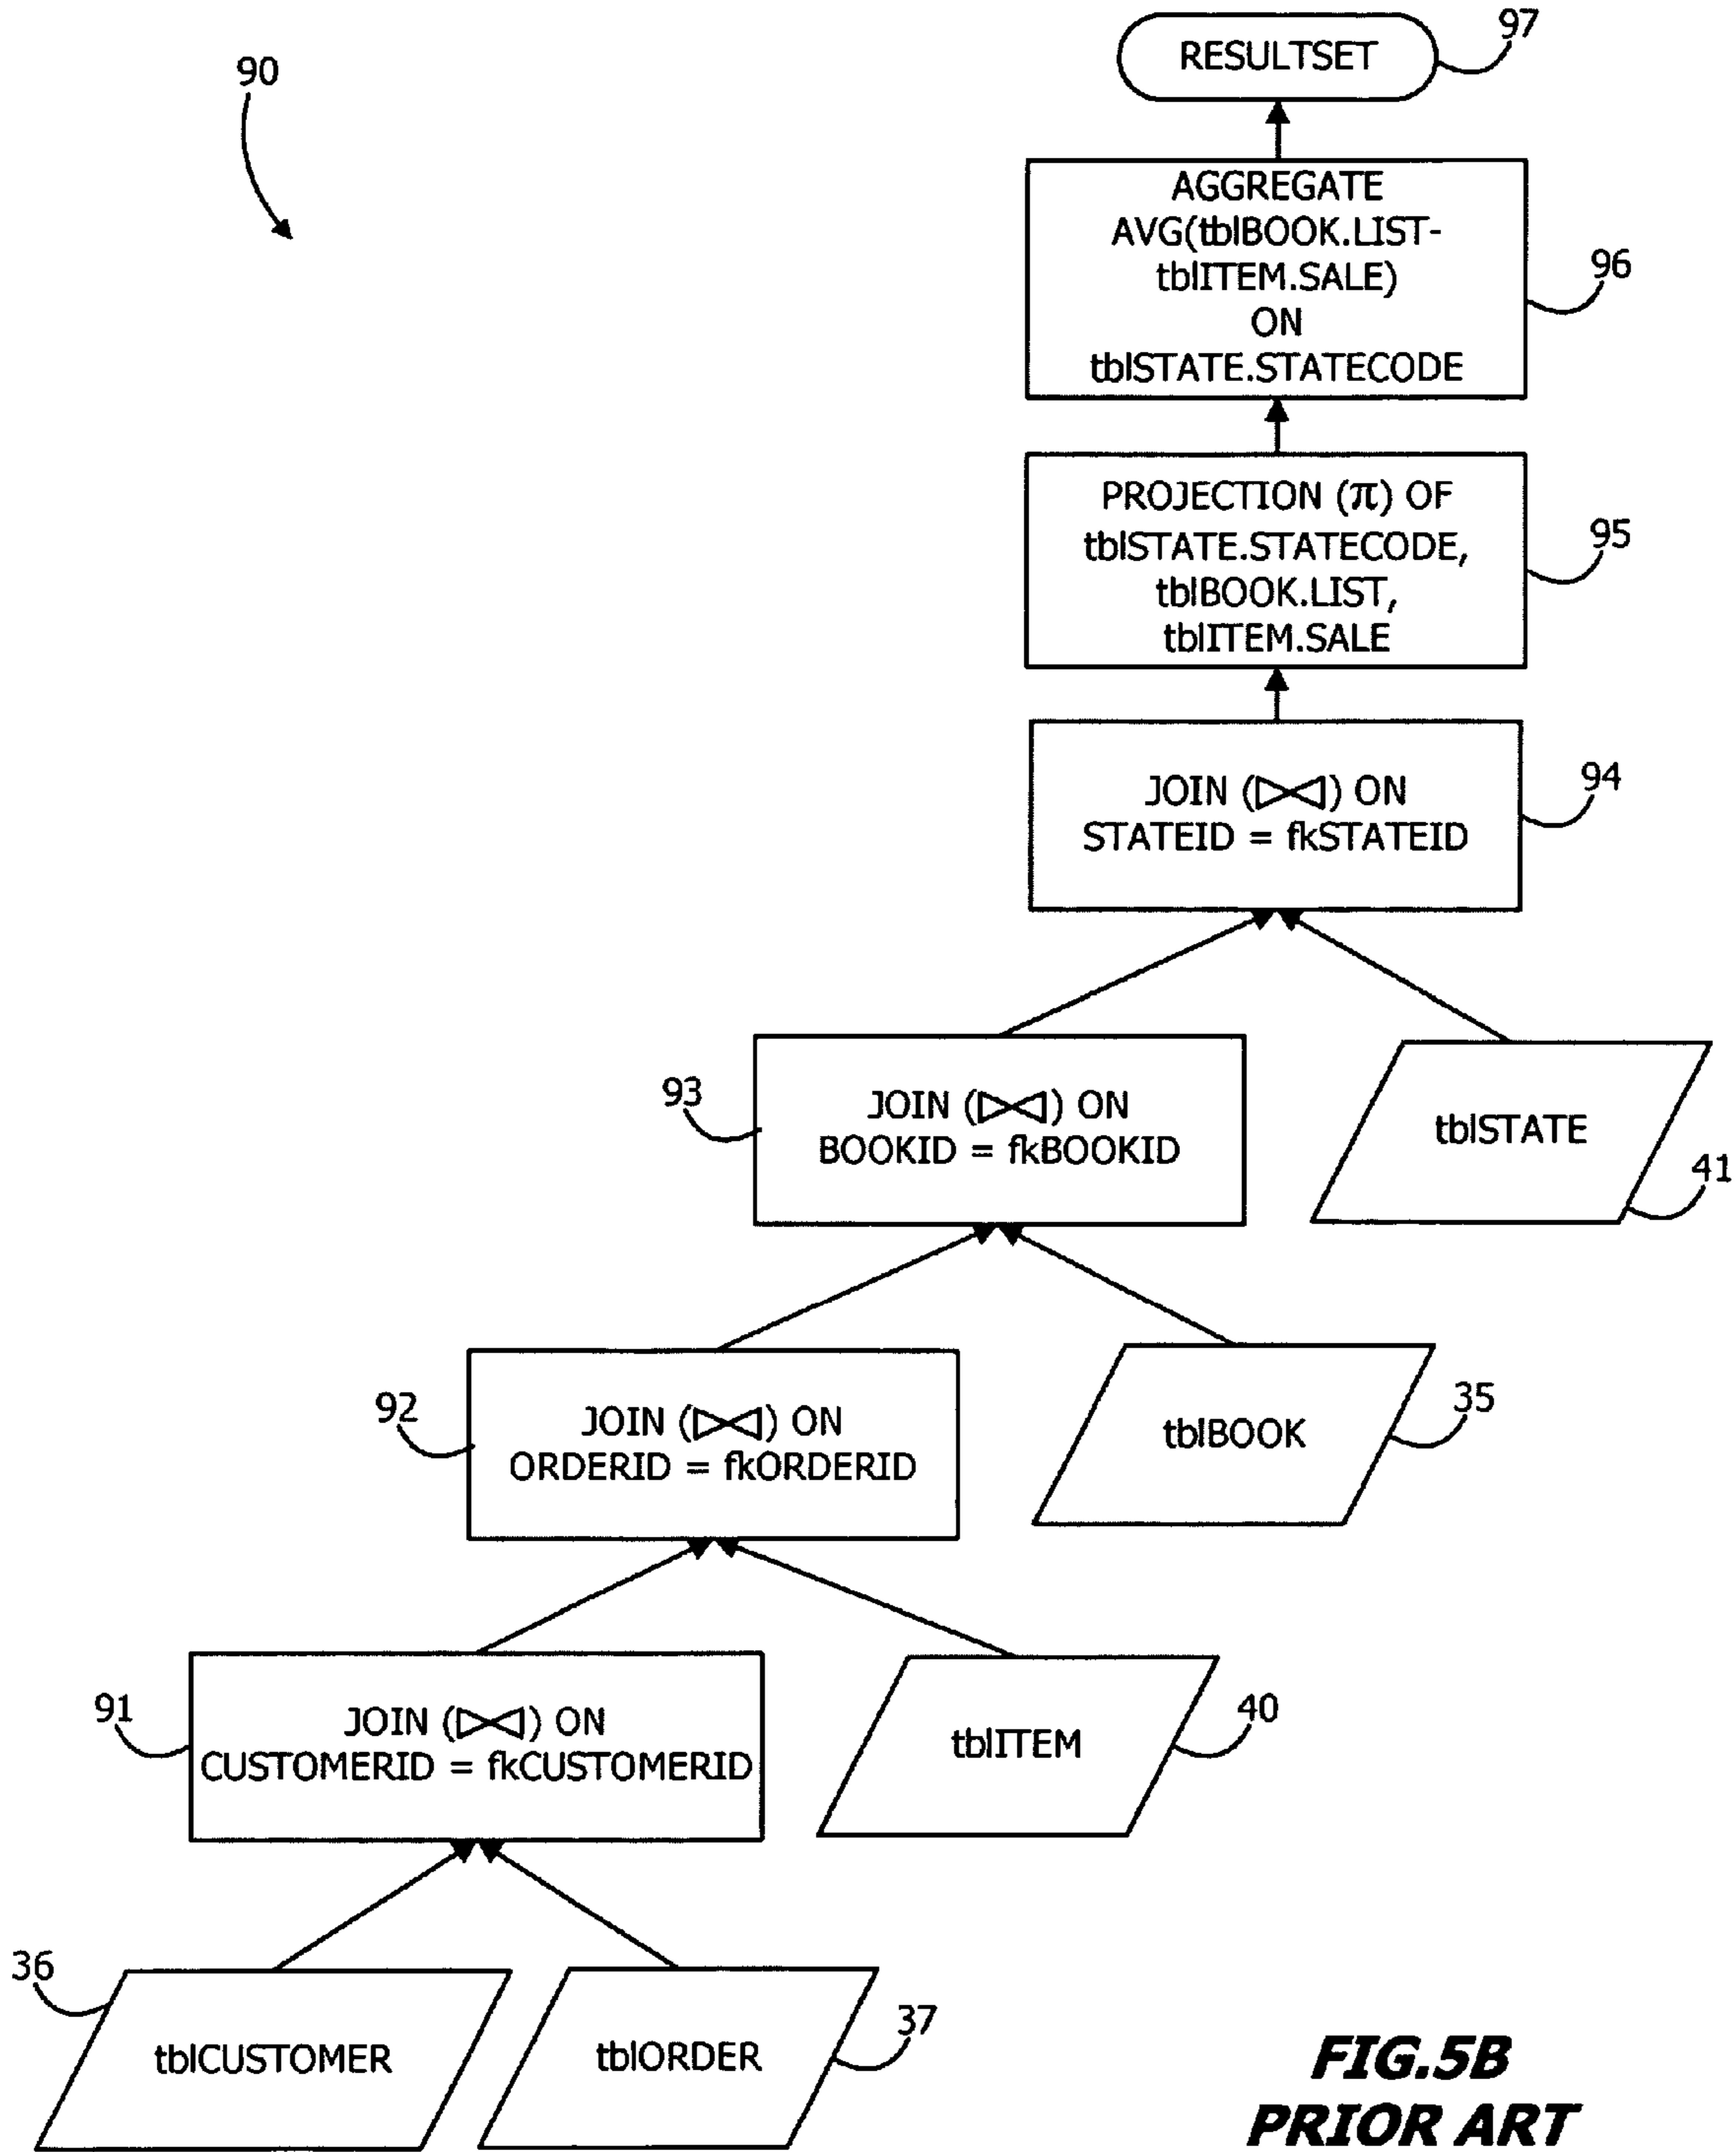 97
RESULTSET
90
AGGREGATE
AVG(tblBOOK.LIST-
tblITEM.SALE)
ON
tblSTATE.STATECODE
96
PROJECTION (π) OF
tblSTATE.STATECODE,
tblBOOK.LIST,
tblITEM.SALE
95
JOIN (⋈) ON
STATEID = fkSTATEID
94
93
JOIN (⋈) ON
BOOKID = fkBOOKID
tblSTATE
41
92
JOIN (⋈) ON
ORDERID = fkORDERID
tblBOOK
35
91
JOIN (⋈) ON
CUSTOMERID = fkCUSTOMERID
tblITEM
40
36
tblCUSTOMER
tblORDER
37
FIG.5B
PRIOR ART